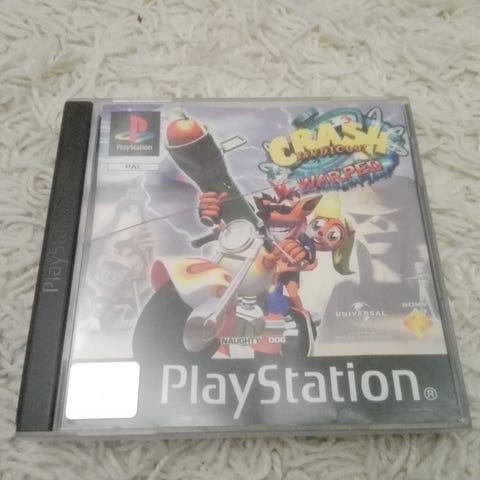 PlayStation
PAL
CRASH
BANDICOOT
WARPED
PlayStation
UNIVERSAL
SONY
NAUGHTY DOG
PlayStation®